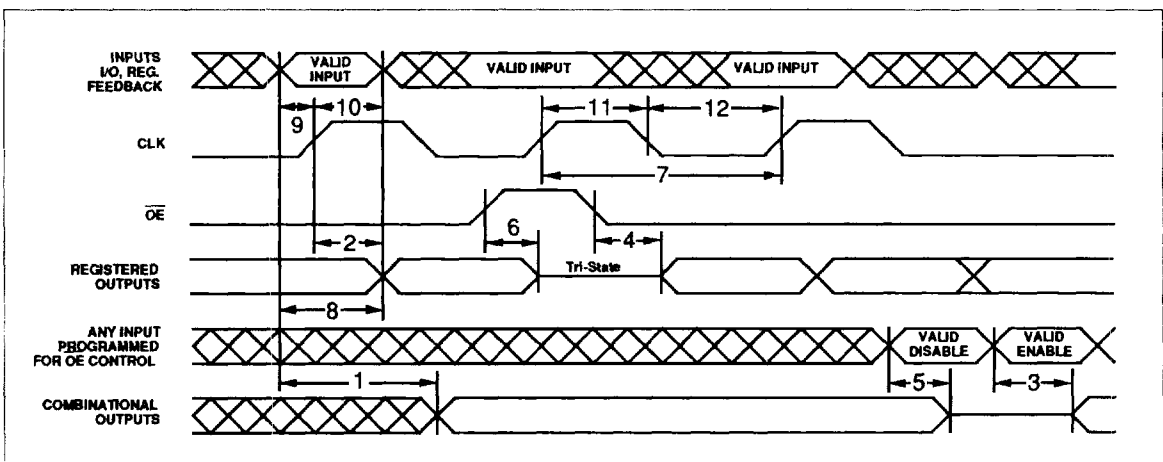 INPUTS
I/O, REG.
FEEDBACK
VALID
INPUT
VALID INPUT
VALID INPUT
9
10
11
12
CLK
7
OE
6
2
4
REGISTERED
OUTPUTS
Tri-State
8
ANY INPUT
PROGRAMMED
FOR OE CONTROL
VALID
DISABLE
VALID
ENABLE
1
5
3
COMBINATIONAL
OUTPUTS